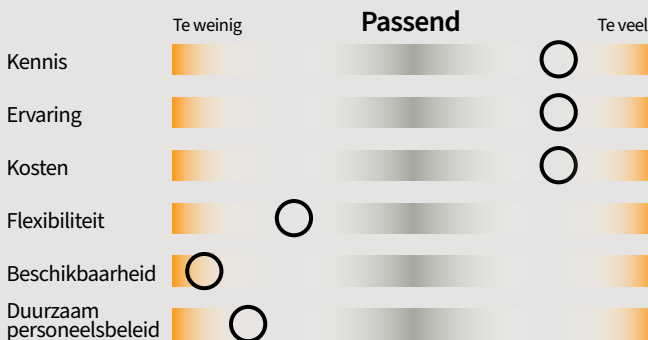 Te weinig Passend Te veel
Kennis
Ervaring
Kosten
Flexibiliteit
Beschikbaarheid
Duurzaam
personeelsbeleid